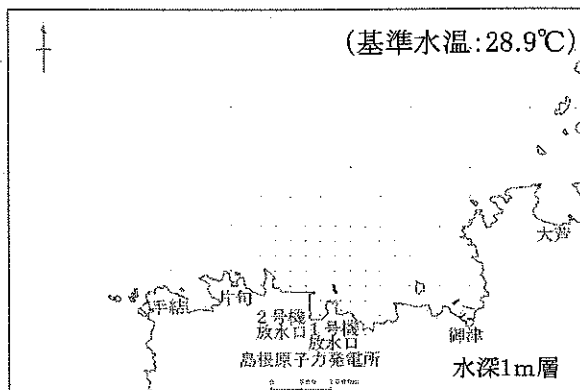 (基準水温:28.9℃)
大芦
手結
片句
2号機
放水口
1号機
放水口
御津
島根原子力発電所
水深1m層